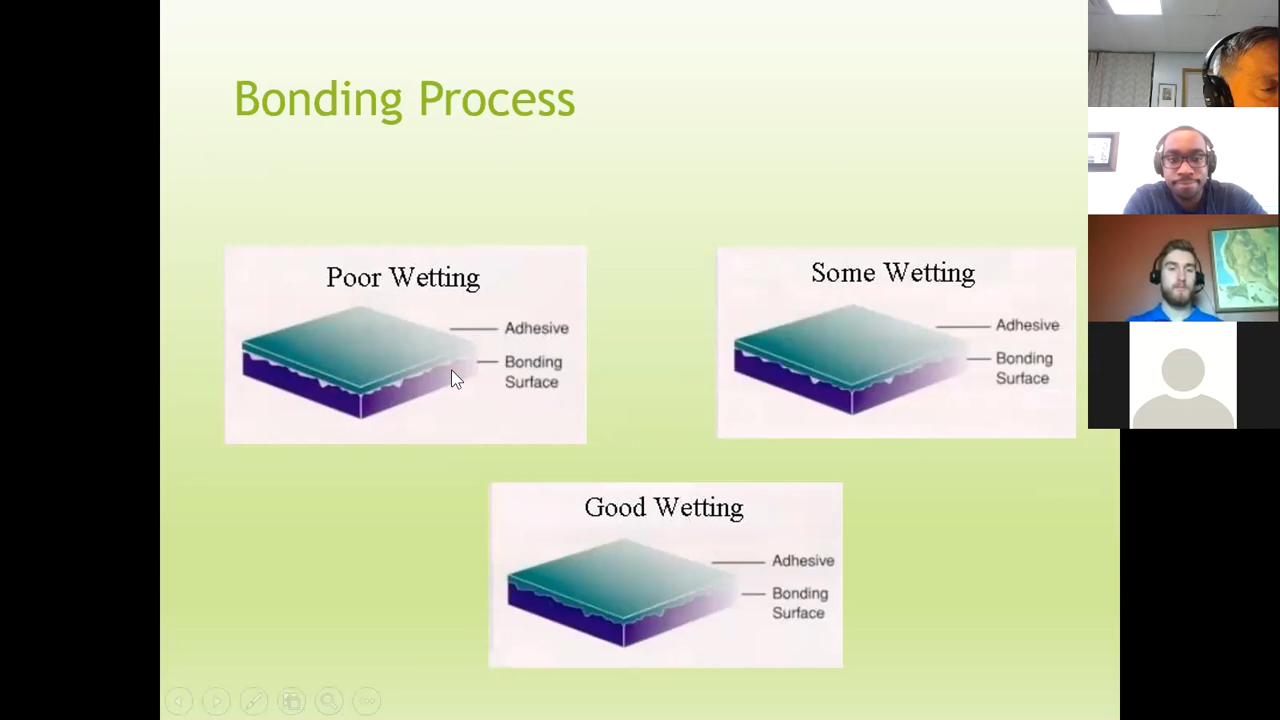 Bonding Process
Poor Wetting
Adhesive
Bonding
Surface
Some Wetting
Adhesive
Bonding
Surface
Good Wetting
Adhesive
Bonding
Surface